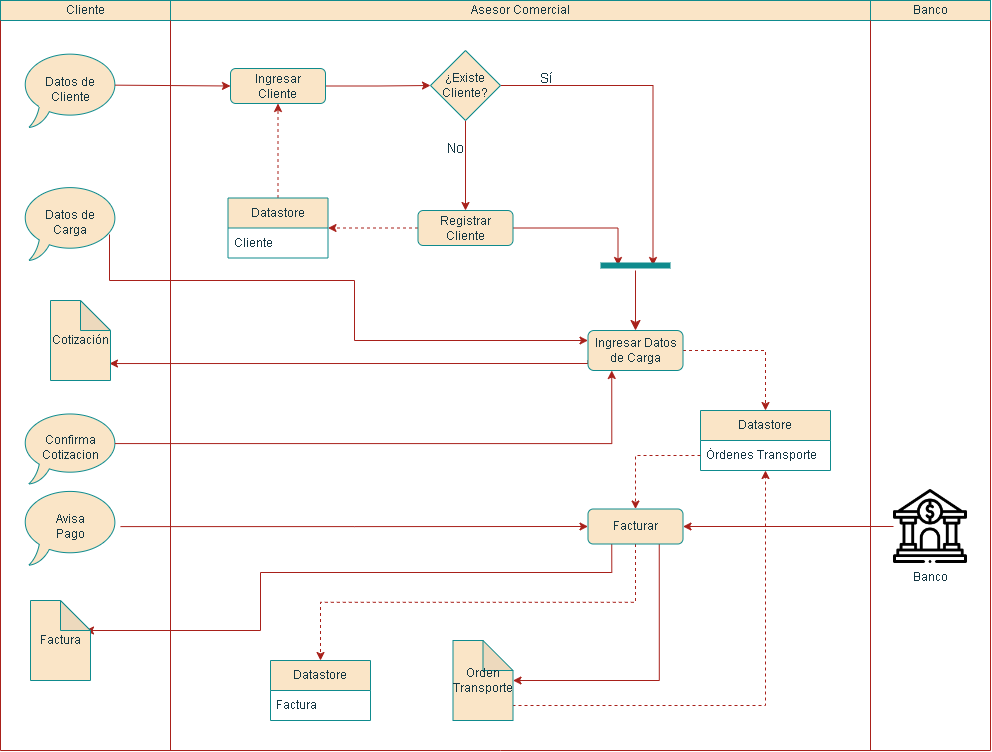 Cliente
Asesor Comercial
Banco
Datos de
Cliente
Ingresar
Cliente
¿Existe
Cliente?
Sí
No
Datos de
Carga
Datastore
Cliente
Registrar
Cliente
Cotización
Ingresar Datos
de Carga
Confirma
Cotizacion
Datastore
Órdenes Transporte
Avisa
Pago
Facturar
$
Banco
Factura
Datastore
Factura
Orden
Transporte